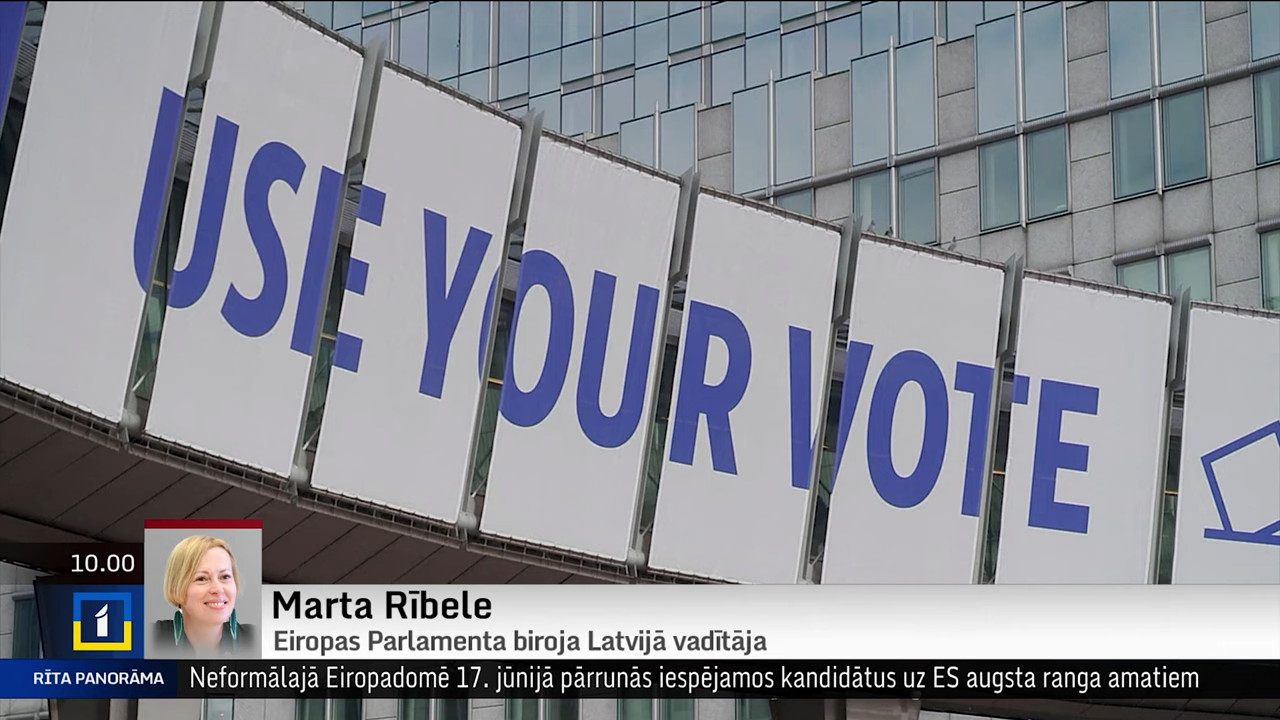 USE YOUR VOTE
10.00
1
Marta Rībele
Eiropas Parlamenta biroja Latvijā vadītāja
RĪTA PANORĀMA
Neformālajā Eiropadomē 17. jūnijā pārrunās iespējamos kandidātus uz ES augsta ranga amatiem